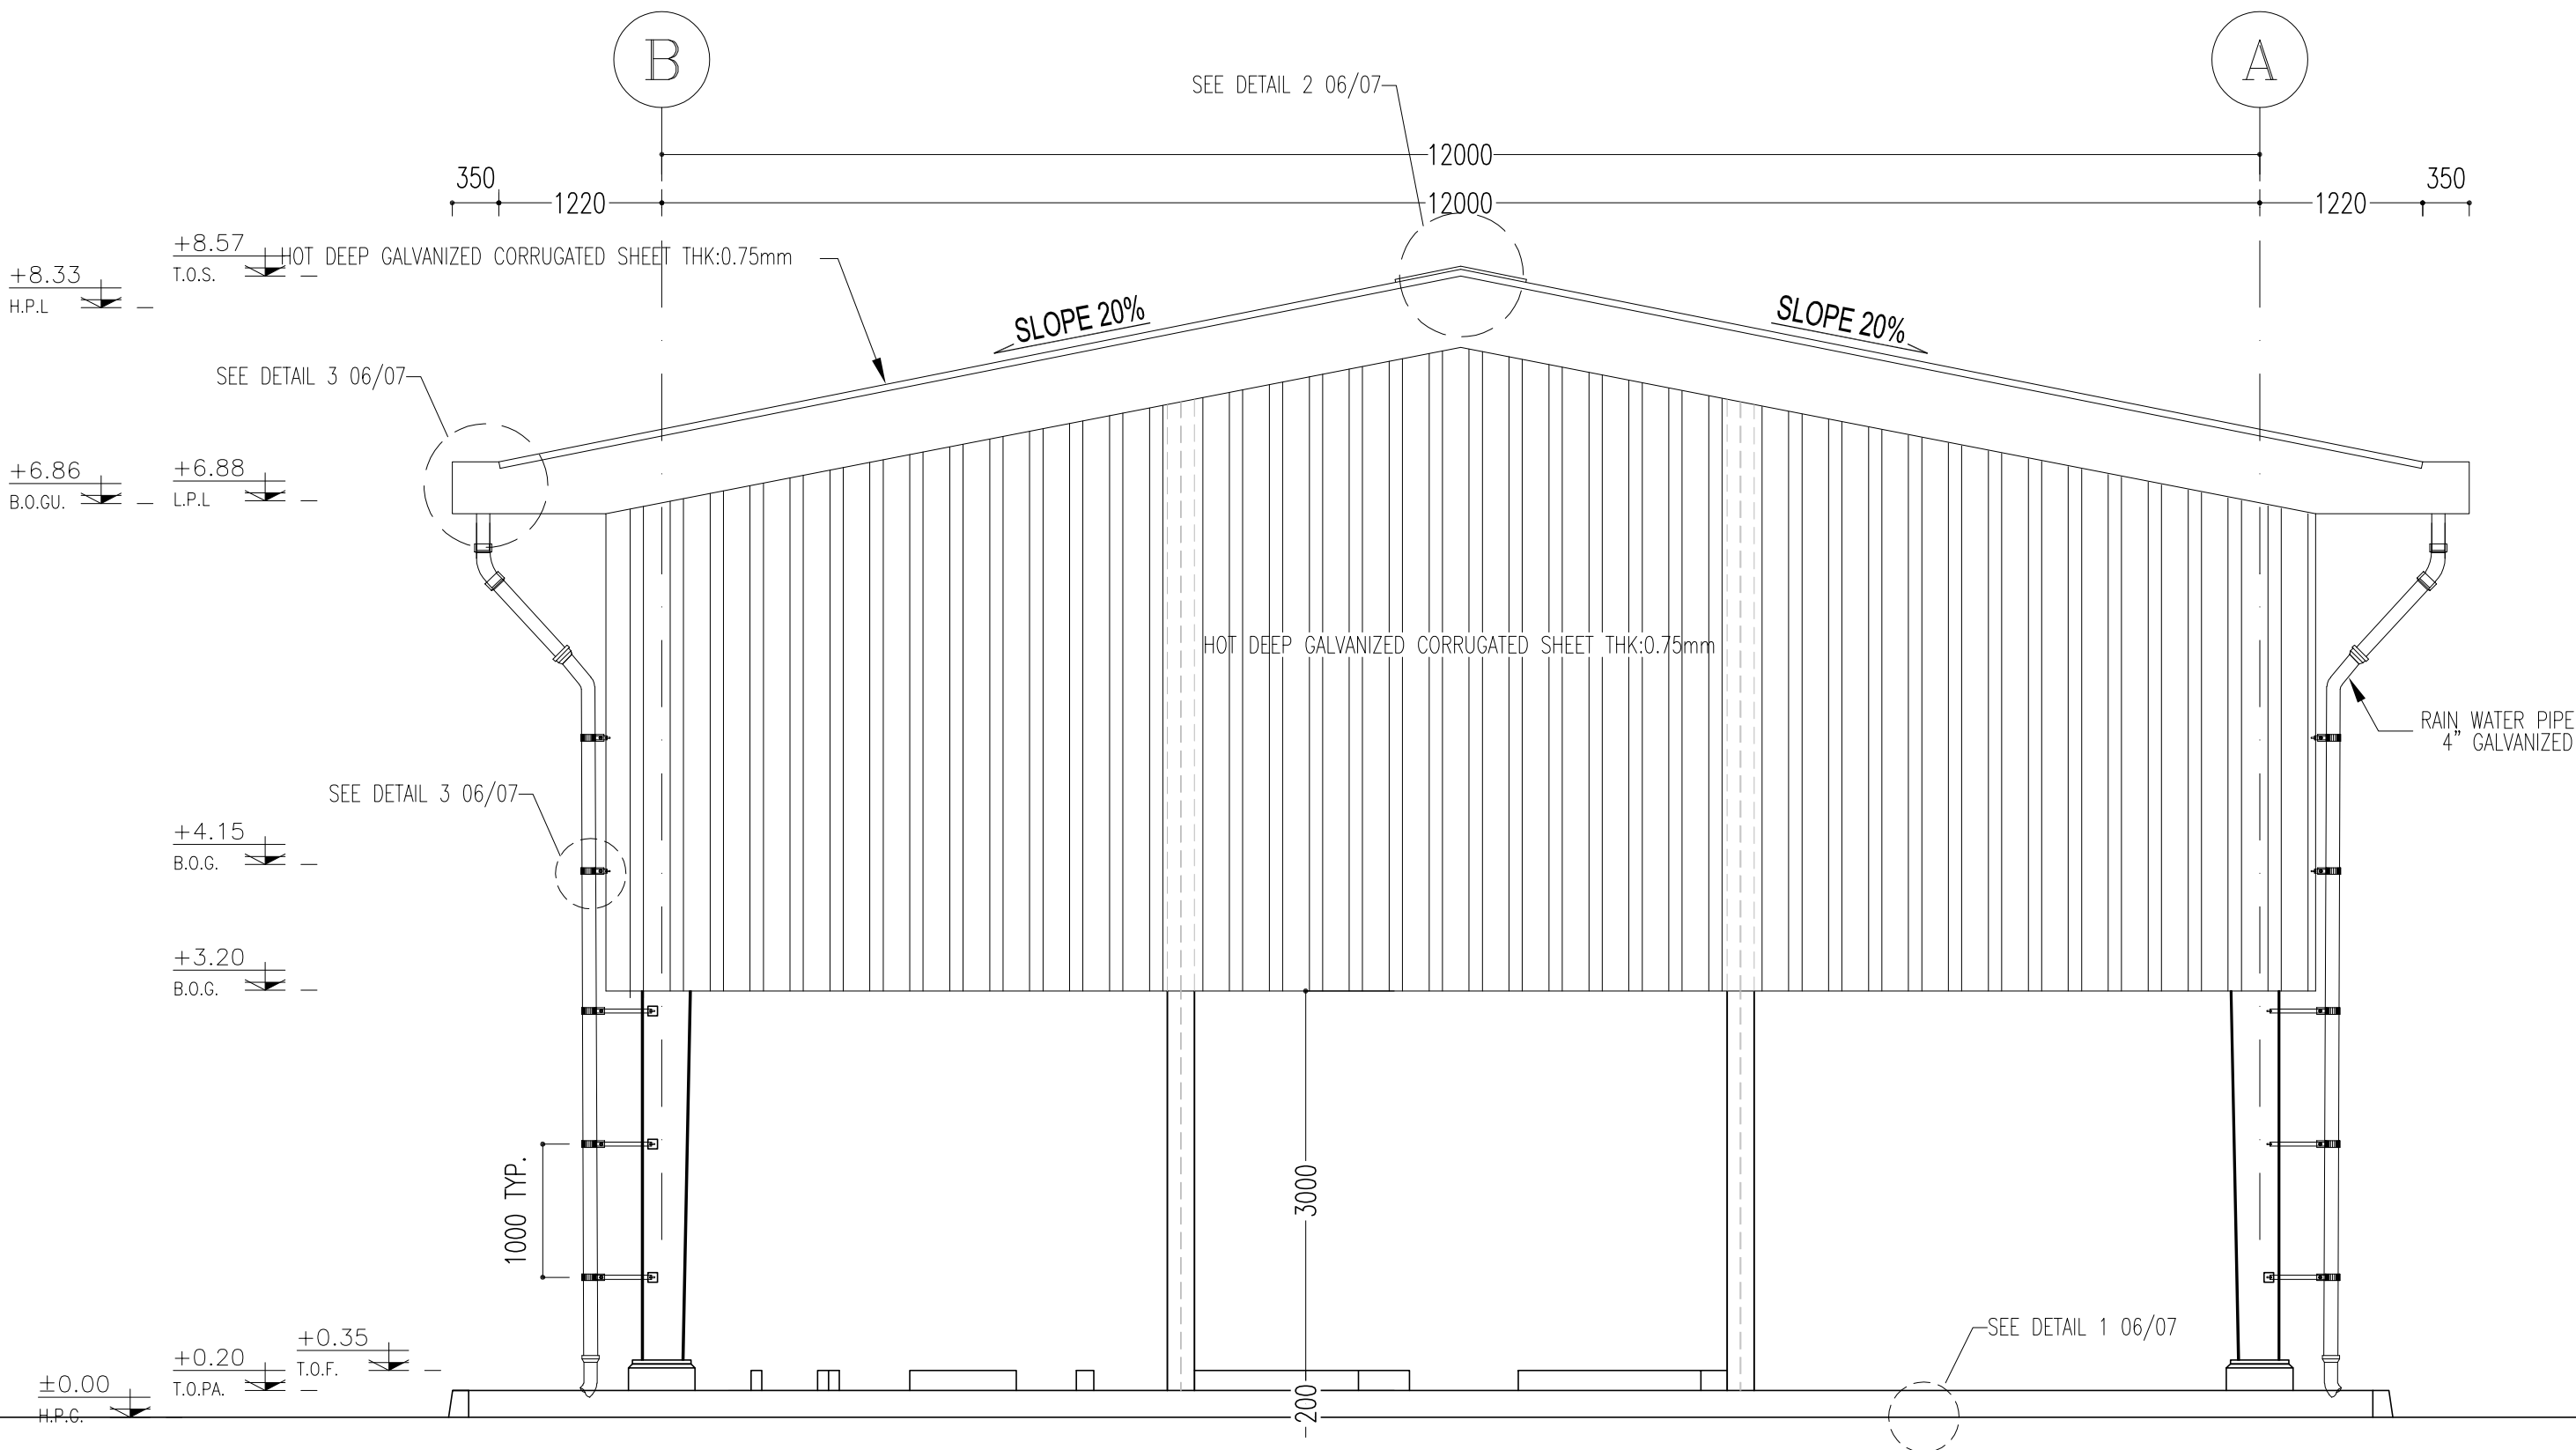 B
A
SEE DETAIL 2 06/07
12000
350
1220
12000
1220
350
+8.57
T.O.S.
HOT DEEP GALVANIZED CORRUGATED SHEET THK:0.75mm
+8.33
H.P.L
SLOPE 20%
SLOPE 20%
SEE DETAIL 3 06/07
+6.86
B.O.GU.
+6.88
L.P.L
HOT DEEP GALVANIZED CORRUGATED SHEET THK:0.75mm
RAIN WATER PIPE
4" GALVANIZED
SEE DETAIL 3 06/07
+4.15
B.O.G.
+3.20
B.O.G.
1000 TYP.
3000
SEE DETAIL 1 06/07
+0.35
T.O.F.
+0.20
T.O.PA.
±0.00
H.P.G.
200